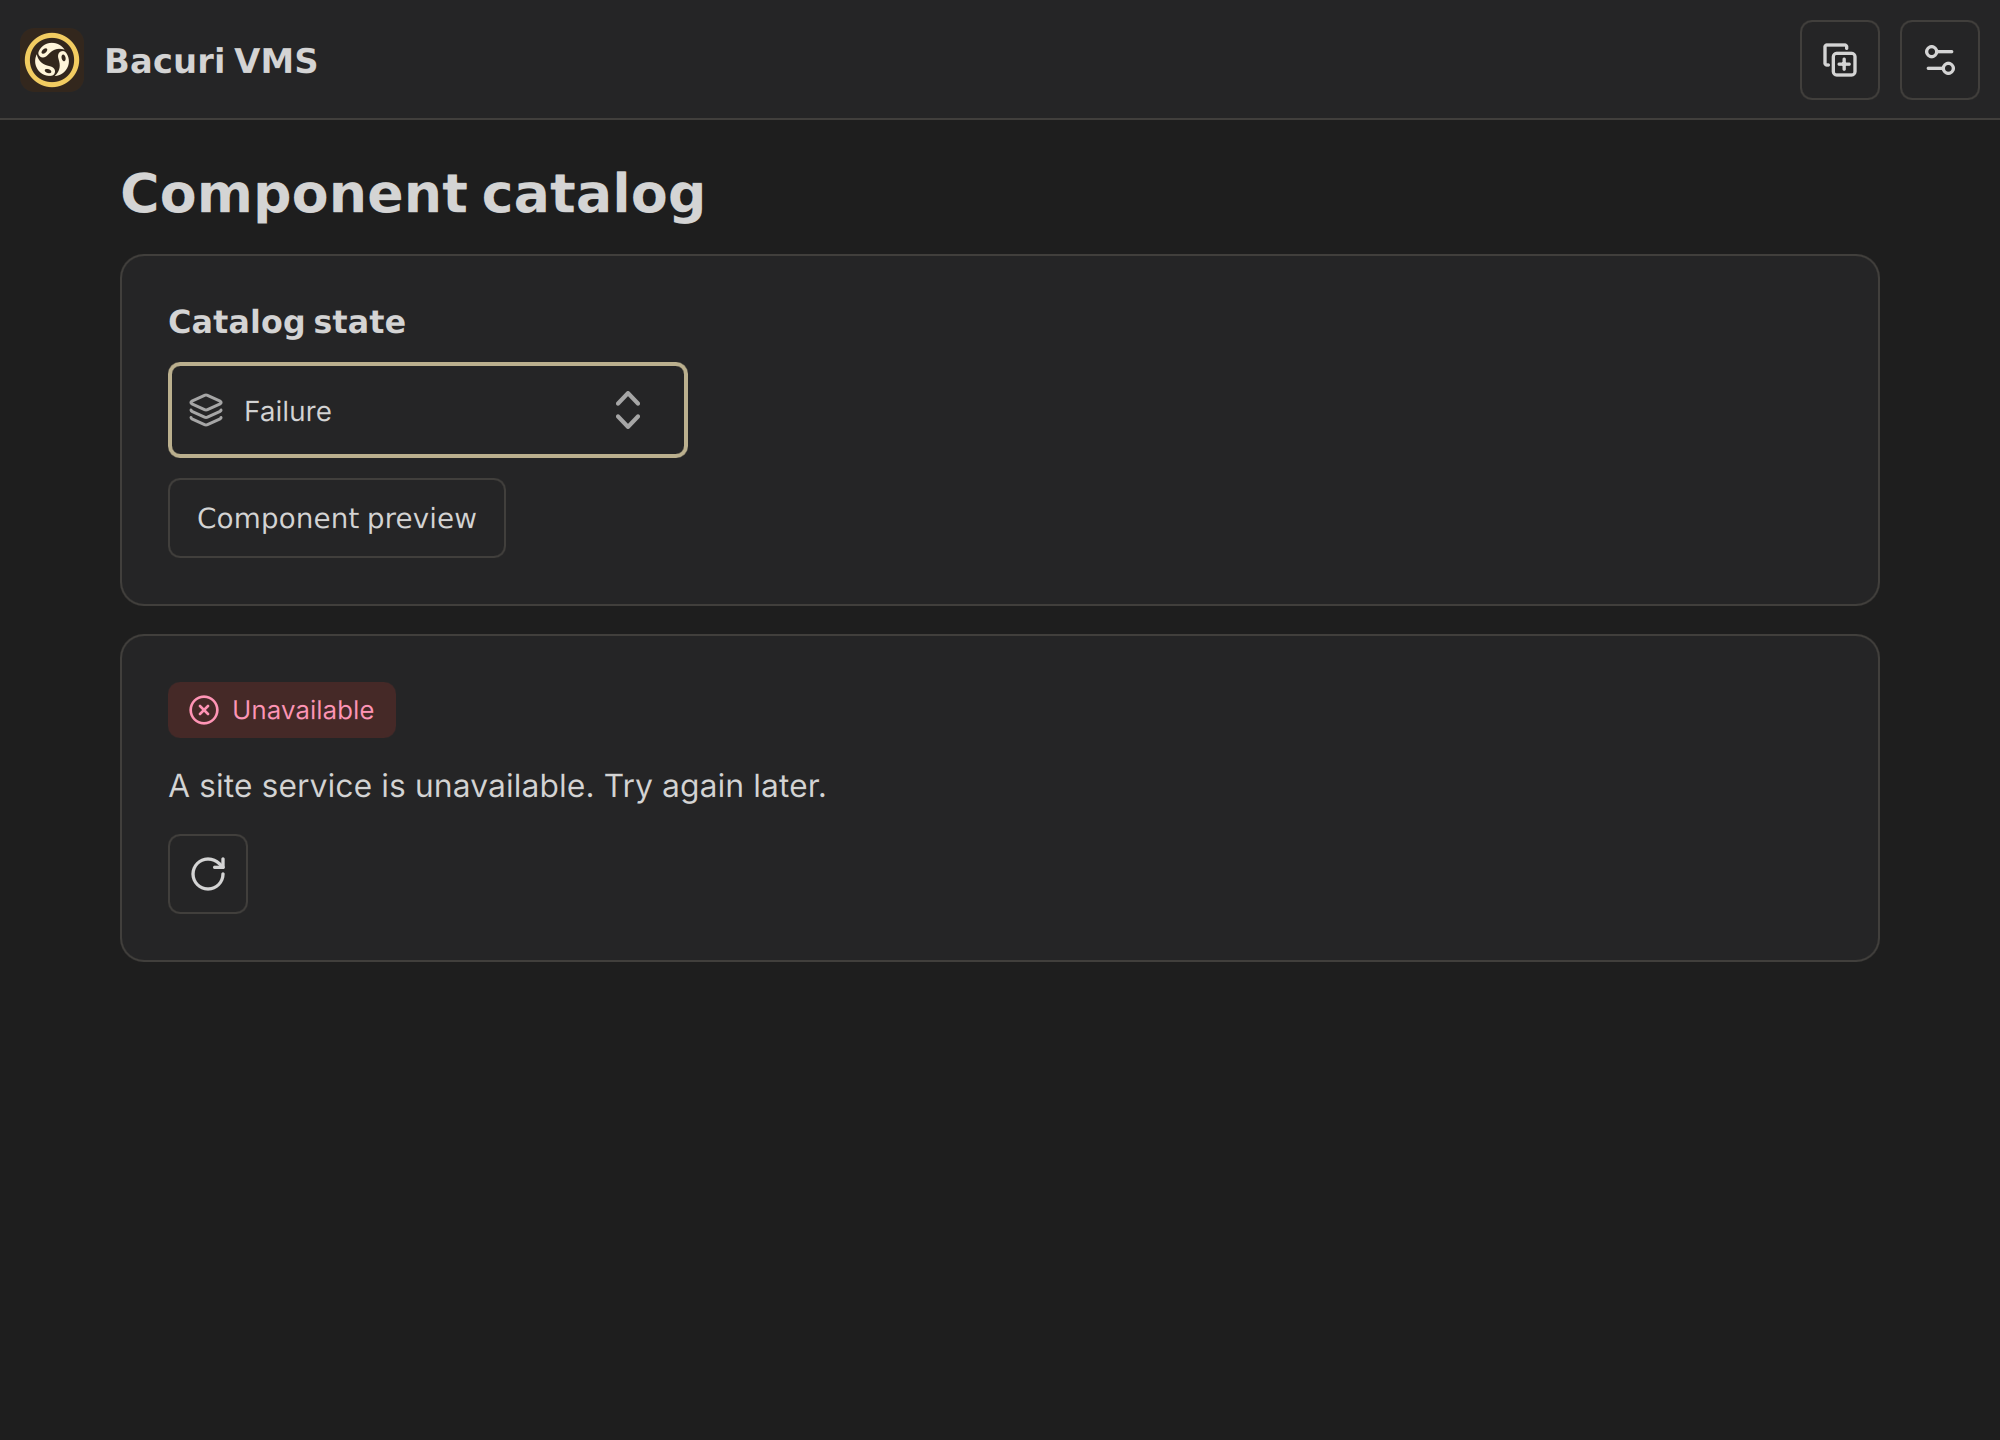 Bacuri VMS
Component catalog
Catalog state
Failure
Component preview
Unavailable
A site service is unavailable. Try again later.